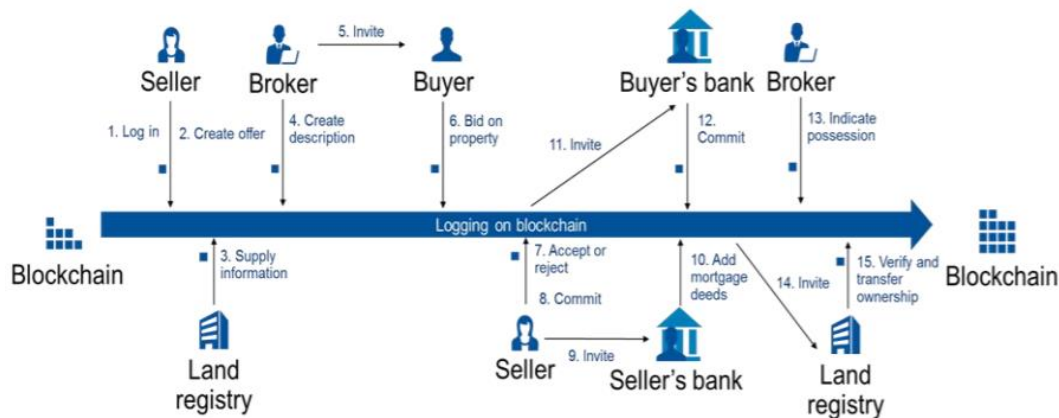 5. Invite
Seller
Broker
Buyer
Buyer's bank
Broker
1. Log in
2. Create offer
4. Create
description
6. Bid on
property
11. Invite
12.
Commit
13. Indicate
possession
Logging on blockchain
Blockchain
3. Supply
information
7. Accept or
reject
8. Commit
10. Add
mortgage
deeds
14. Invite
15. Verify and
transfer
ownership
Blockchain
9. Invite
Land
registry
Seller
Seller's bank
Land
registry